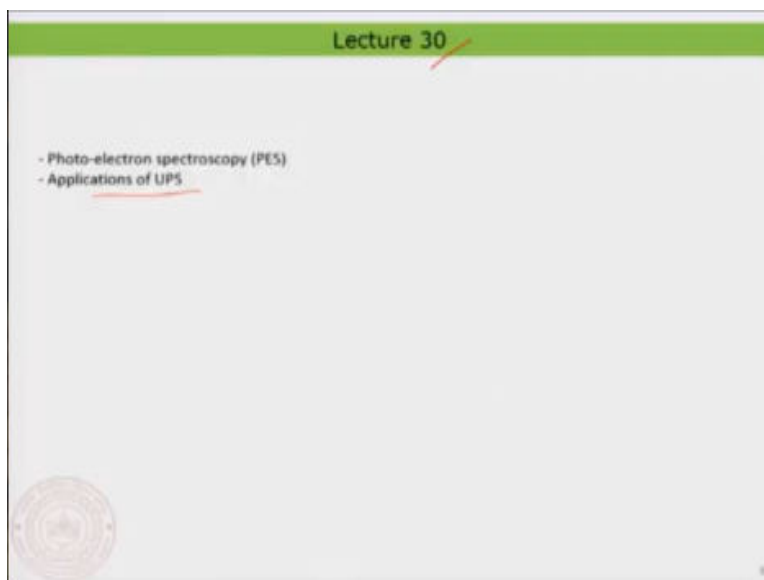 Lecture 30
- Photo-electron spectroscopy (PES)
- Applications of UPS